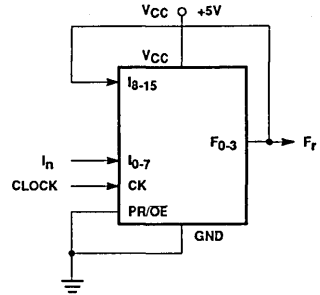 VCC +5V
VCC
I8-15
F0-3 Fr
In I0-7
CLOCK CK
PR/OE
GND